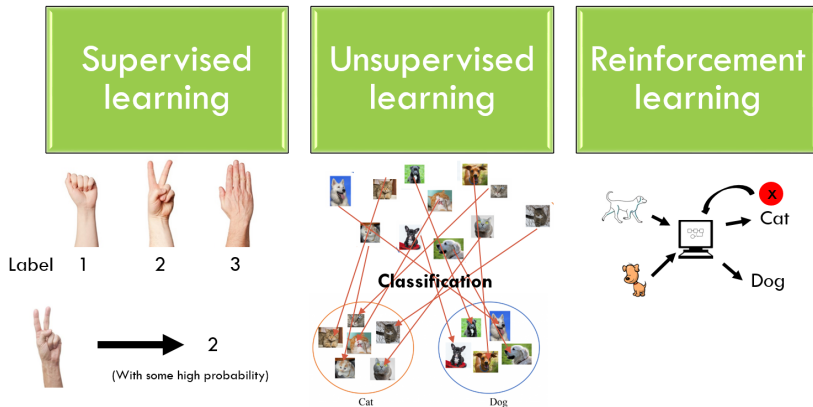 Supervised
learning
Unsupervised
learning
Reinforcement
learning
Label 1 2 3
2
(With some high probability)
Classification
Cat
Dog
x
Cat
Dog